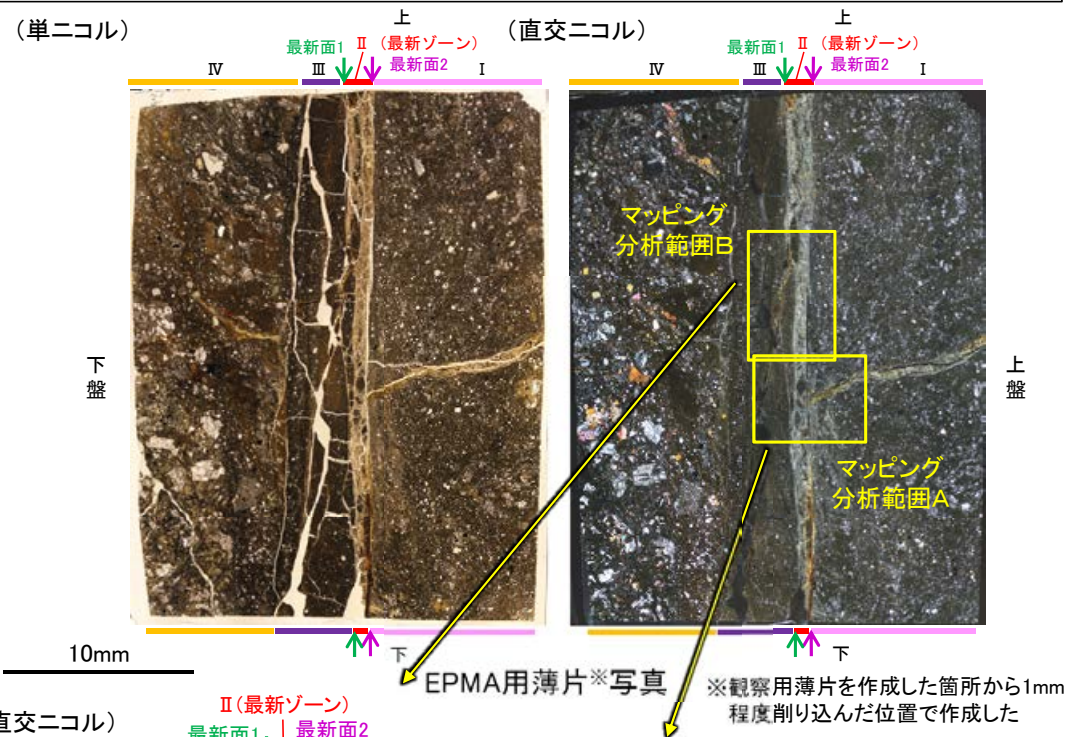 (単ニコル)
上
最新面1
Ⅱ (最新ゾーン)
最新面2
Ⅳ
Ⅲ
Ⅰ
(直交ニコル)
上
最新面1
Ⅱ (最新ゾーン)
最新面2
Ⅳ
Ⅲ
Ⅰ
下
盤
マッピング
分析範囲B
マッピング
分析範囲A
上
盤
下
下
10mm
EPMA用薄片※写真
※観察用薄片を作成した箇所から1mm
程度削り込んだ位置で作成した
直交ニコル)
Ⅱ(最新ゾーン)
最新面1
最新面2